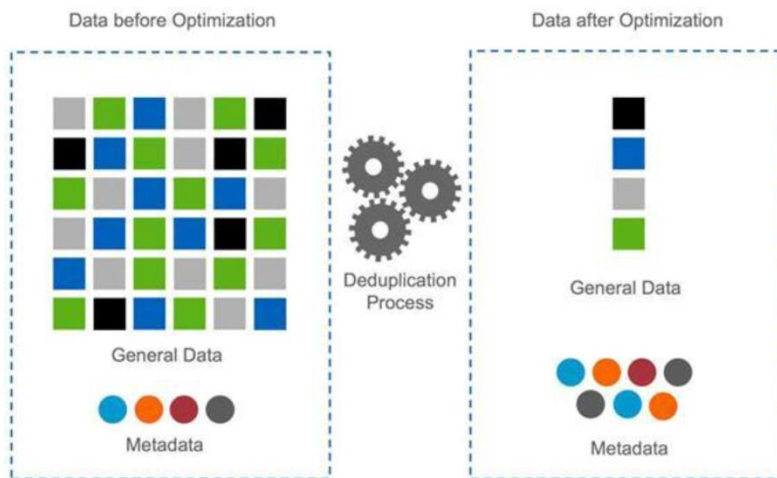 Data before Optimization
Data after Optimization
General Data
Metadata
Deduplication
Process
General Data
Metadata